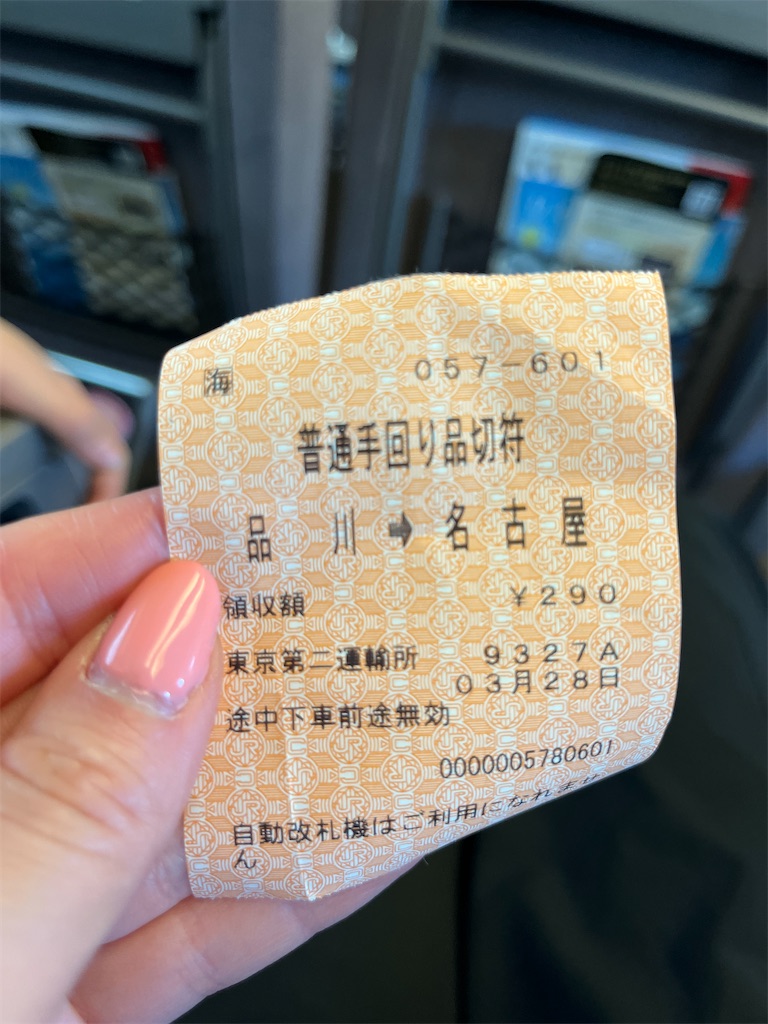 海
057-601
普通手回り品切符
品 川 ➡ 名 古 屋
領収額 ¥290
東京第二運輸所 9327A
03月28日
途中下車前途無効
0000005780601
自動改札機はご利用になれませ
ん